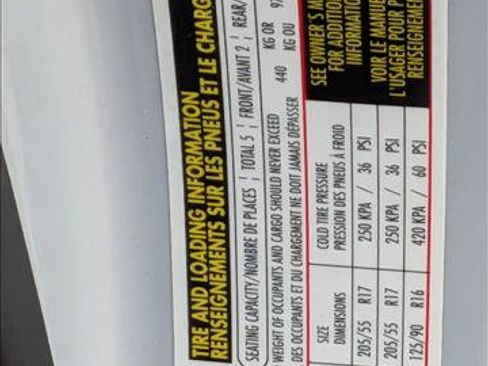 TIRE AND LOADING INFORMATION
RENSEIGNEMENTS SUR LES PNEUS ET LE CHARG
SEATING CAPACITY/NOMBRE DE PLACES | TOTAL 5 | FRONT/AVANT 2 | REAR/
WEIGHT OF OCCUPANTS AND CARGO SHOULD NEVER EXCEED 440 KG OR
DES OCCUPANTS ET DU CHARGEMENT NE DOIT JAMAIS DÉPASSER KG OU
SIZE COLD TIRE PRESSURE SEE OWNER'S
DIMENSIONS PRESSION DES PNEUS À FROID FOR ADDITIO
INFORMATIO
205/55 R17 250 KPA / 36 PSI VOIR LE MANUE
205/55 R17 250 KPA / 36 PSI L'USAGER POUR P
125/90 R16 420 KPA / 60 PSI RENSEIGNEMEN